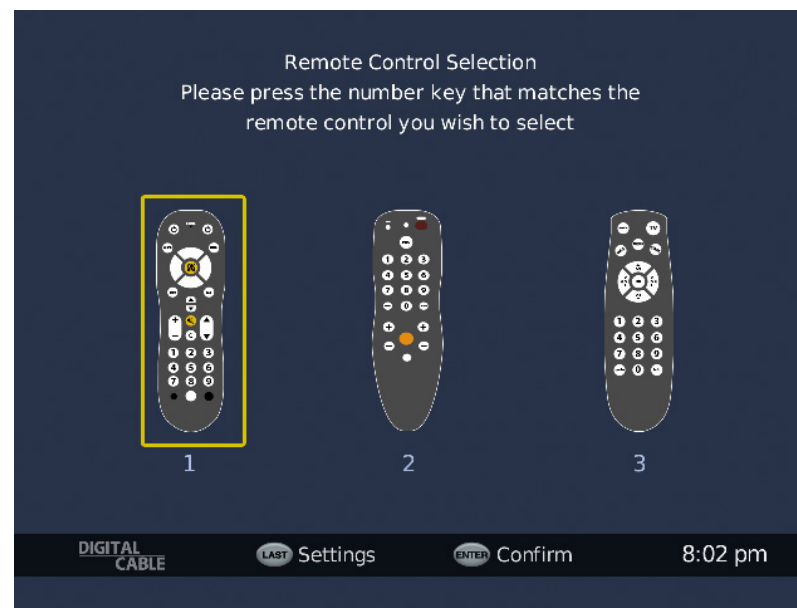 Remote Control Selection
Please press the number key that matches the
remote control you wish to select
1 2 3
DIGITAL
CABLE
LAST Settings ENTER Confirm 8:02 pm